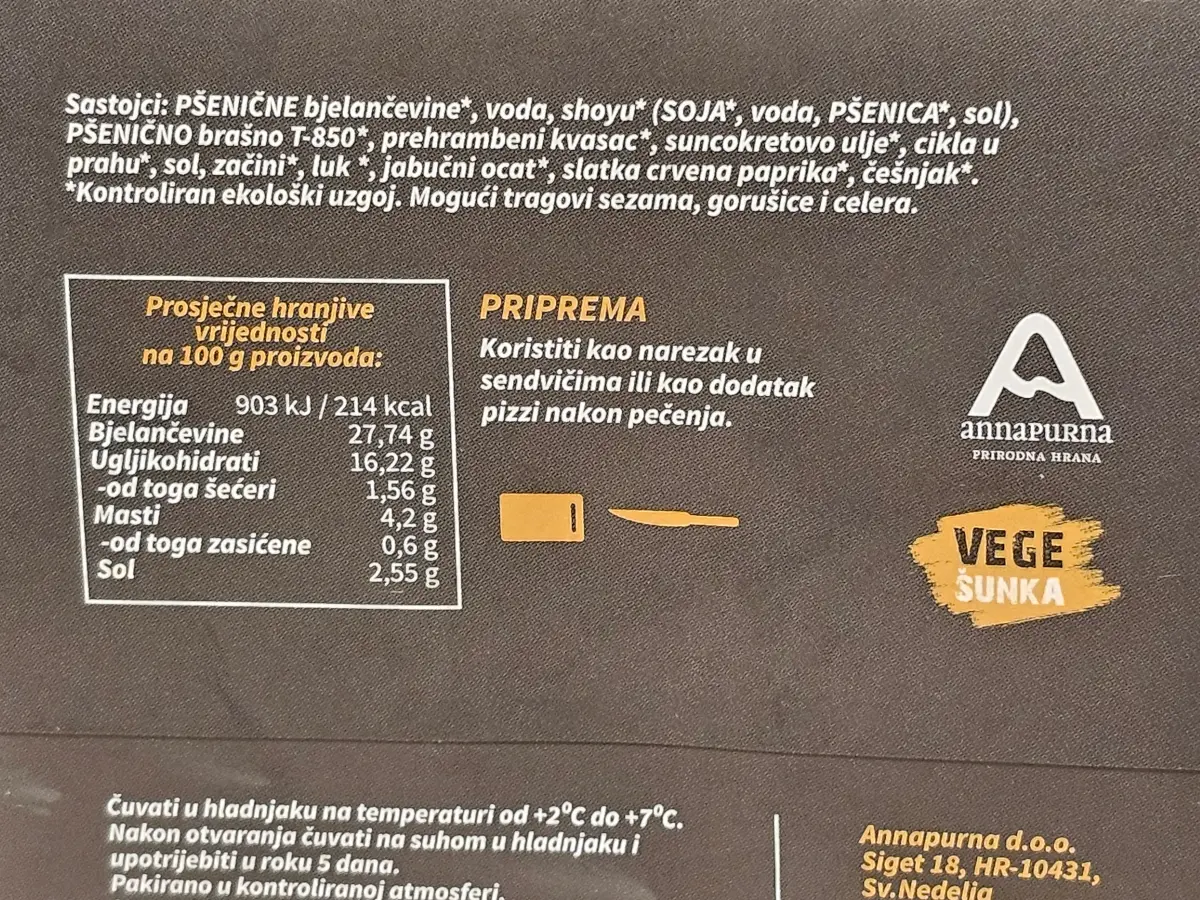 Sastojci: PŠENIČNE bjelančevine*, voda, shoyu* (SOJA*, voda, PŠENICA*, sol),
PŠENIČNO brašno T-850*, prehrambeni kvasac*, suncokretovo ulje*, cikla u
prahu*, sol, začini*, luk *, jabučni ocat*, slatka crvena paprika*, češnjak*.
*Kontroliran ekološki uzgoj. Mogući tragovi sezama, gorušice i celera.
Prosječne hranjive
vrijednosti
na 100 g proizvoda:
Energija 903 kJ / 214 kcal
Bjelančevine 27,74 g
Ugljikohidrati 16,22 g
-od toga šećeri 1,56 g
Masti 4,2 g
-od toga zasićene 0,6 g
Sol 2,55 g
PRIPREMA
Koristiti kao narezak u
sendvičima ili kao dodatak
pizzi nakon pečenja.
annapurna
PRIRODNA HRANA
VEGE
ŠUNKA
Čuvati u hladnjaku na temperaturi od +2°C do +7°C.
Nakon otvaranja čuvati na suhom u hladnjaku i
upotrijebiti u roku 5 dana.
Pakirano u kontroliranoj atmosferi.
Annapurna d.o.o.
Siget 18, HR-10431,
Sv.Nedelja